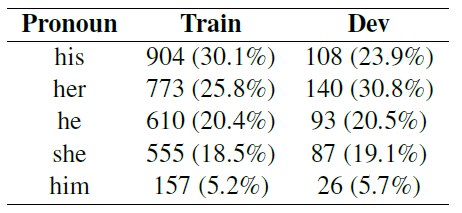 Pronoun Train Dev
his 904 (30.1%) 108 (23.9%)
her 773 (25.8%) 140 (30.8%)
he 610 (20.4%) 93 (20.5%)
she 555 (18.5%) 87 (19.1%)
him 157 (5.2%) 26 (5.7%)